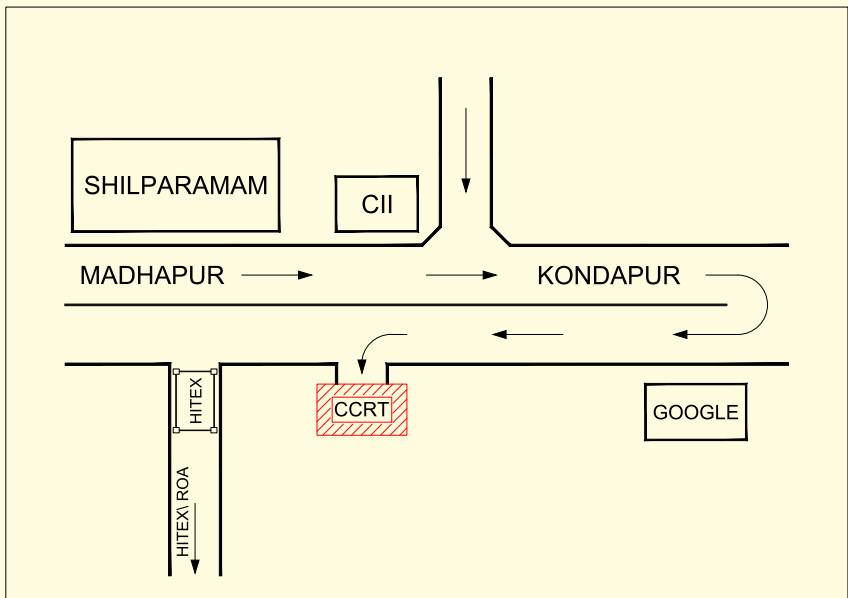 SHILPARAMAM
CII
MADHAPUR
KONDAPUR
HITEX
CCRT
GOOGLE
HITEX\ ROA